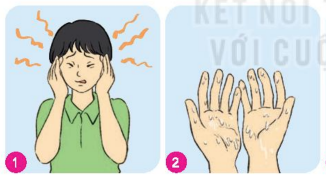 KẾT NỐI T
VỚI CUỘ
1
2